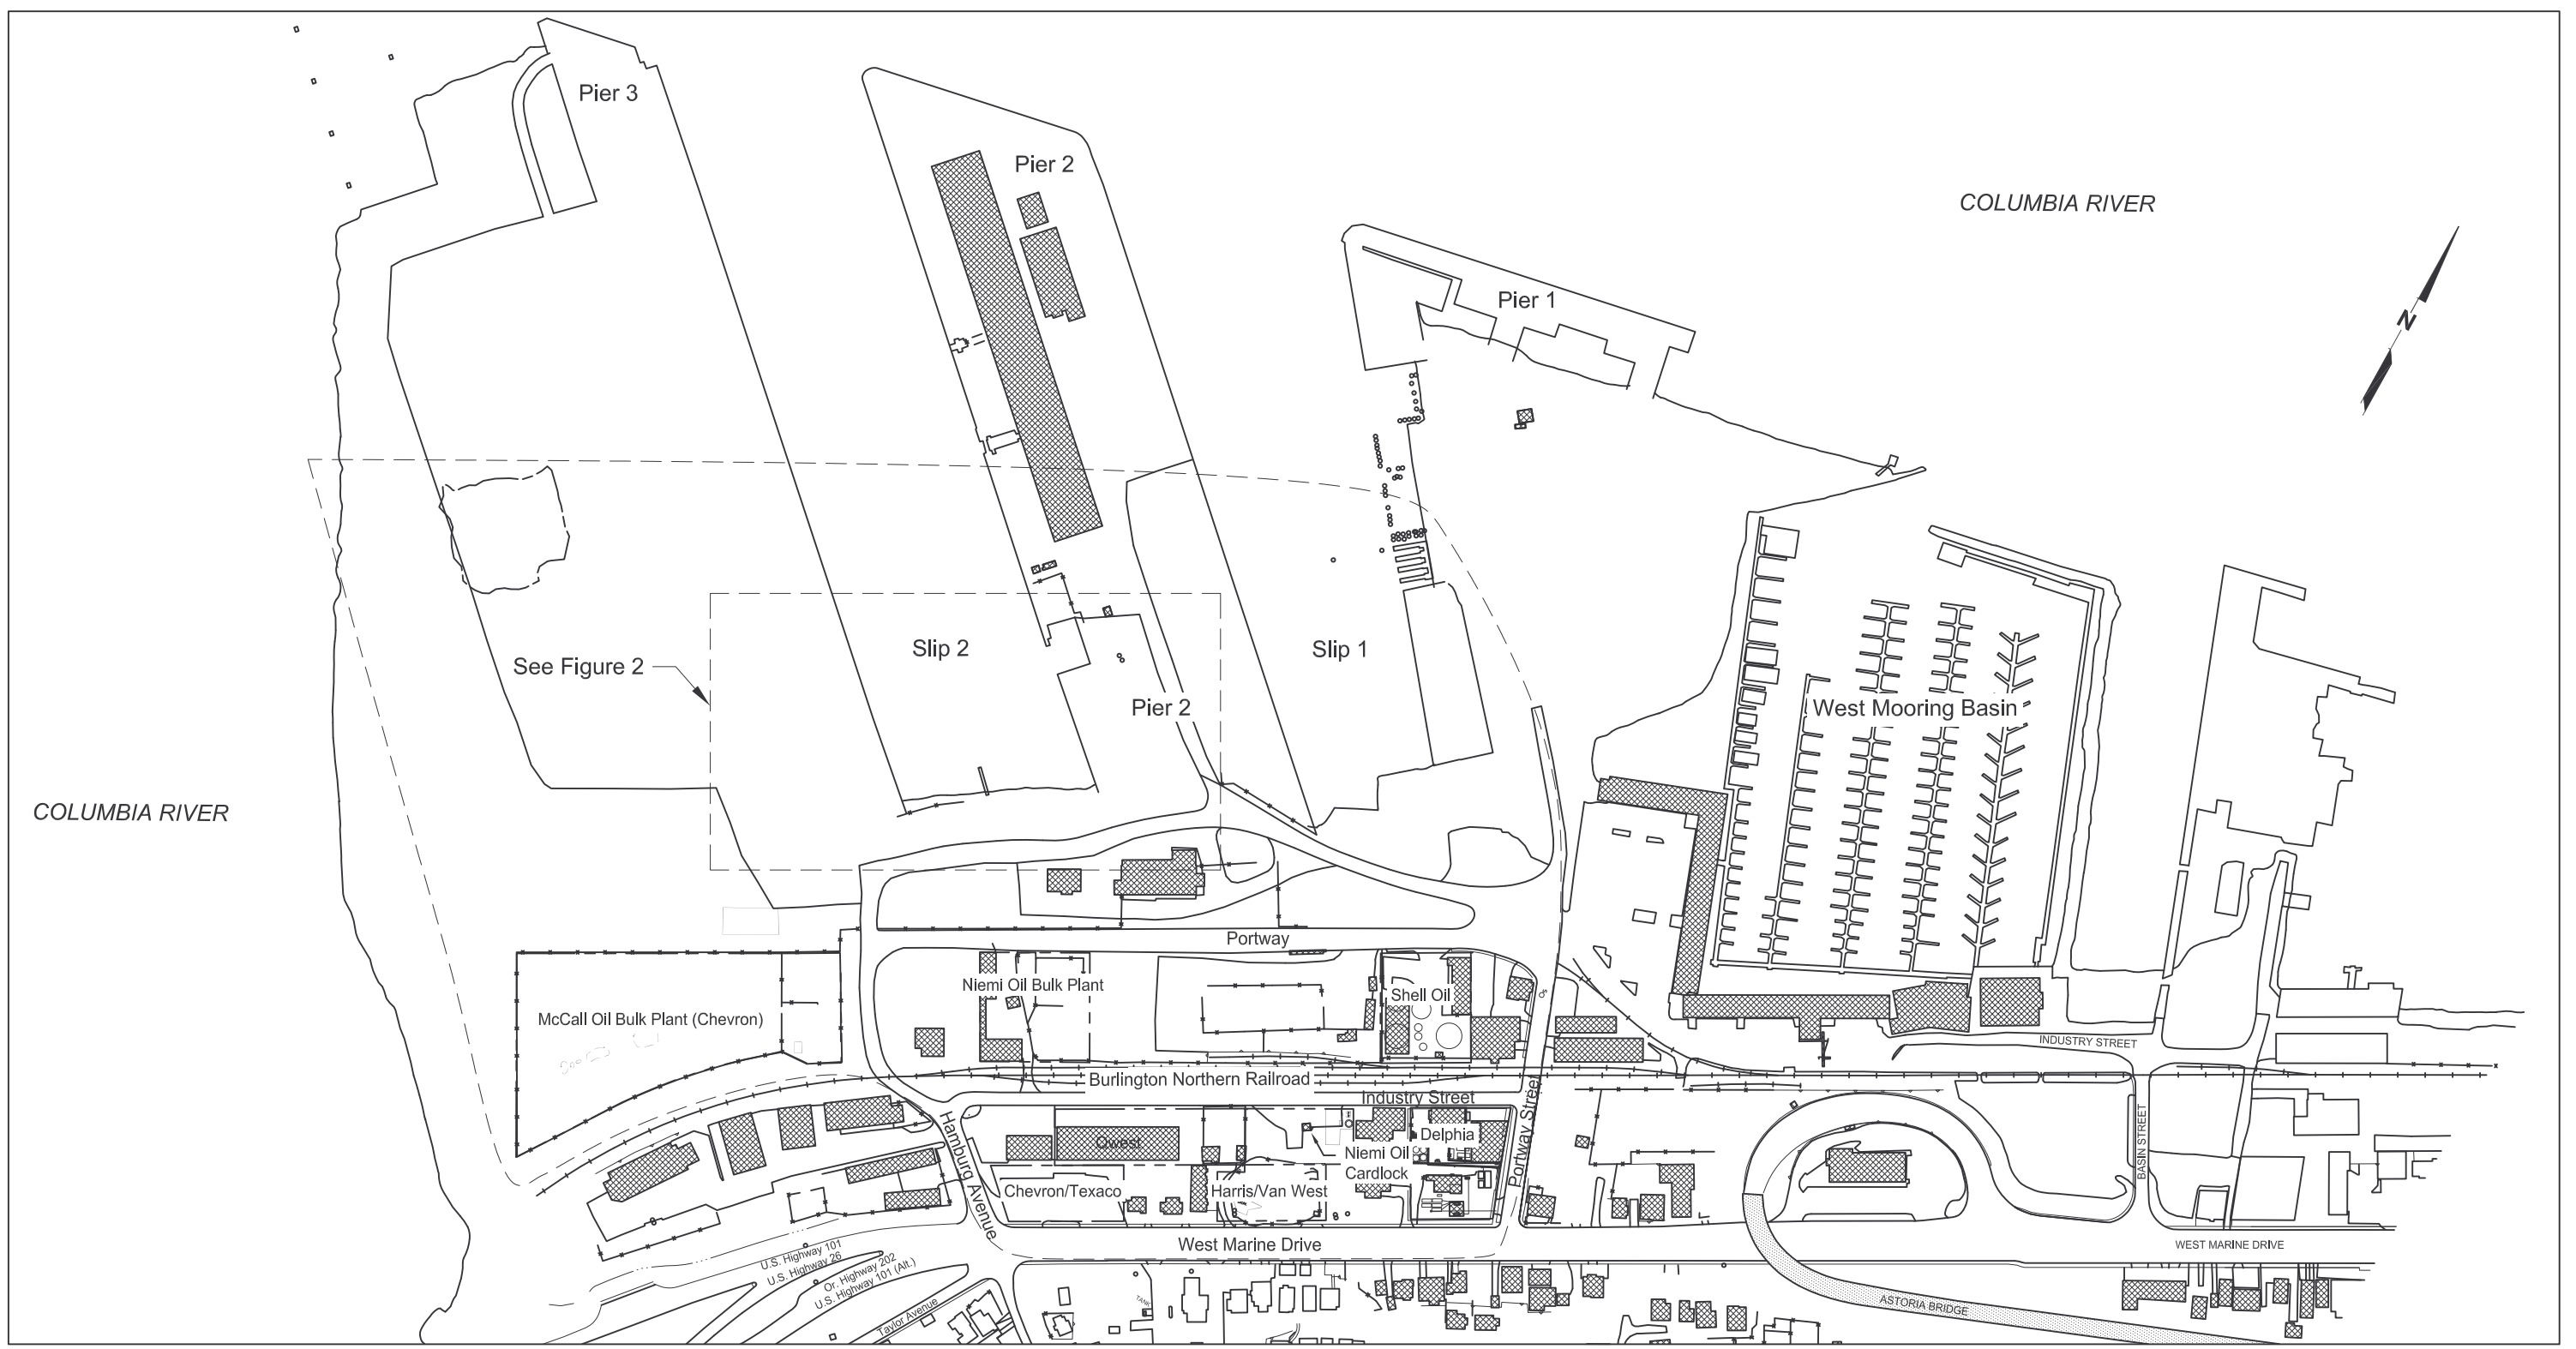 Pier 3
Pier 2
COLUMBIA RIVER
Pier 1
N
Slip 2
Slip 1
See Figure 2
Pier 2
West Mooring Basin
COLUMBIA RIVER
Portway
Niemi Oil Bulk Plant
Shell Oil
McCall Oil Bulk Plant (Chevron)
INDUSTRY STREET
Burlington Northern Railroad
Industry Street
Hamburg Avenue
Qwest
Delphia
Niemi Oil
Cardlock
Portway Street
BASIN STREET
Chevron/Texaco
Harris/Van West
West Marine Drive
WEST MARINE DRIVE
U.S. Highway 101
U.S. Highway 26
Or. Highway 202
U.S. Highway 101 (Alt.)
Taylor Avenue
TANK
ASTORIA BRIDGE